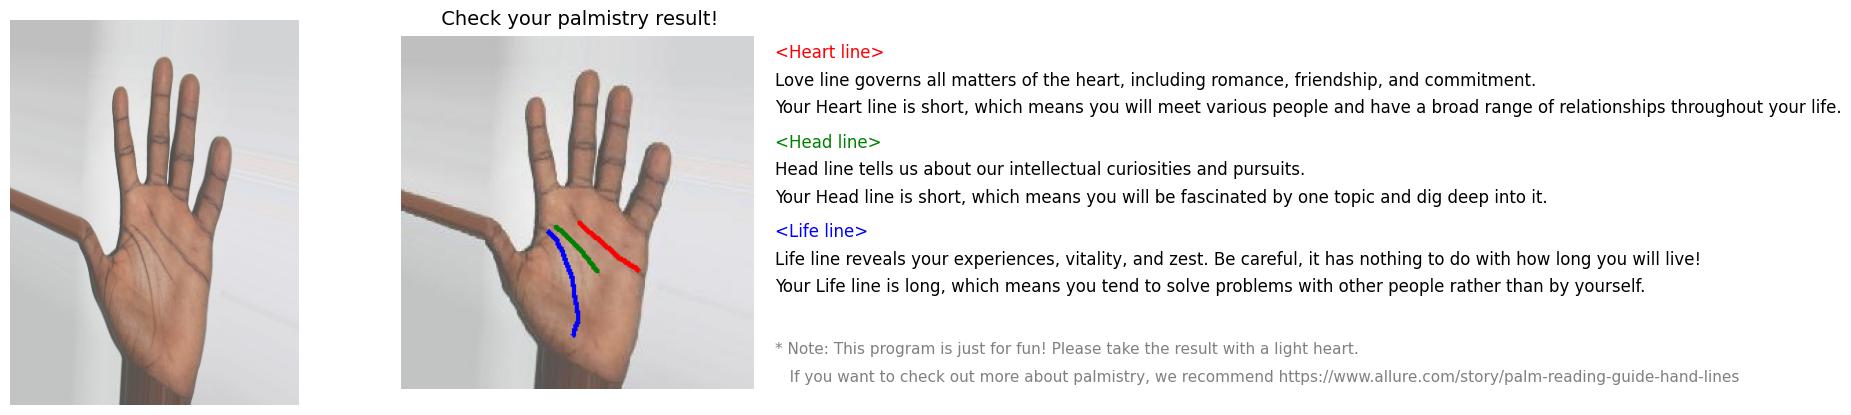 Check your palmistry result!
<Heart line>
Love line governs all matters of the heart, including romance, friendship, and commitment.
Your Heart line is short, which means you will meet various people and have a broad range of relationships throughout your life.
<Head line>
Head line tells us about our intellectual curiosities and pursuits.
Your Head line is short, which means you will be fascinated by one topic and dig deep into it.
<Life line>
Life line reveals your experiences, vitality, and zest. Be careful, it has nothing to do with how long you will live!
Your Life line is long, which means you tend to solve problems with other people rather than by yourself.
* Note: This program is just for fun! Please take the result with a light heart.
If you want to check out more about palmistry, we recommend https://www.allure.com/story/palm-reading-guide-hand-lines